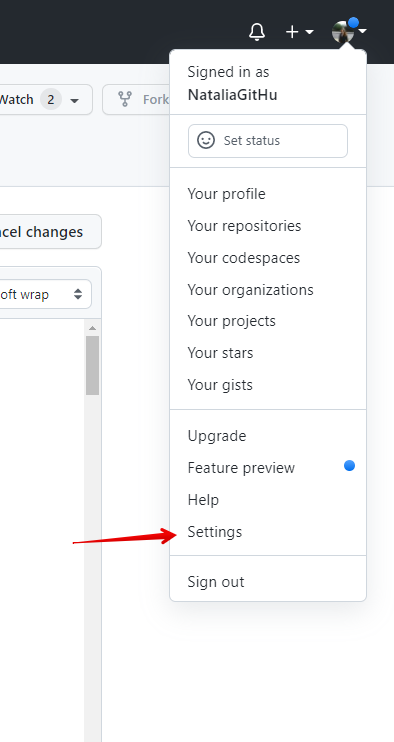 Watch 2
Fork
Signed in as
NataliaGitHu
Set status
Your profile
Your repositories
Your codespaces
cel changes
Your organizations
oft wrap
Your projects
Your stars
Your gists
Upgrade
Feature preview
Help
Settings
Sign out